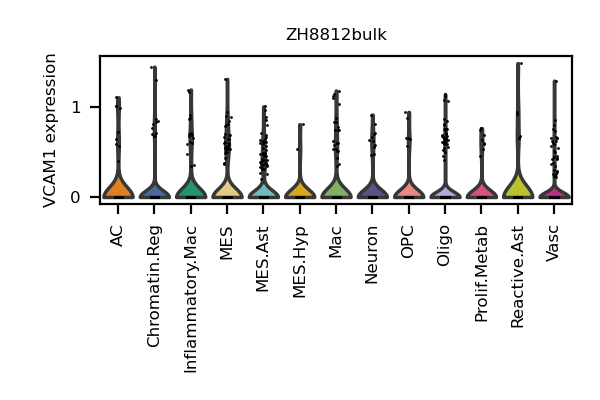 ZH8812bulk
VCAM1 expression
1
0
AC
Chromatin.Reg
Inflammatory.Mac
MES
MES.Ast
MES.Hyp
Mac
Neuron
OPC
Oligo
Prolif.Metab
Reactive.Ast
Vasc